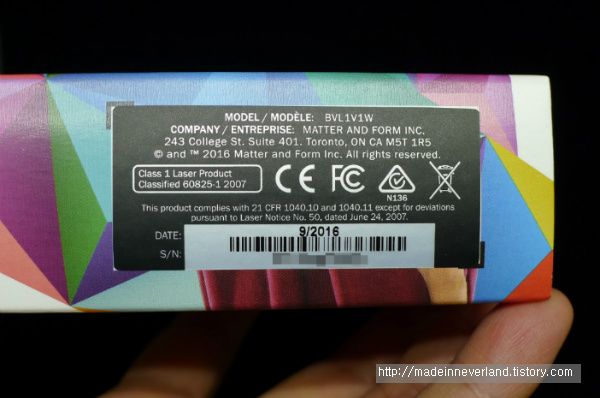 MODEL / MODÈLE: BVL1V1W
COMPANY / ENTREPRISE: MATTER AND FORM INC.
243 College St. Suite 401. Toronto, ON CA M5T 1R5
© and ™ 2016 Matter and Form Inc. All rights reserved.
Class 1 Laser Product
Classified 60825-1 2007
CE FC
N136
This product complies with 21 CFR 1040.10 and 1040.11 except for deviations
pursuant to Laser Notice No. 50, dated June 24, 2007.
DATE: 9/2016
S/N:
http://madeinneverland.tistory.com